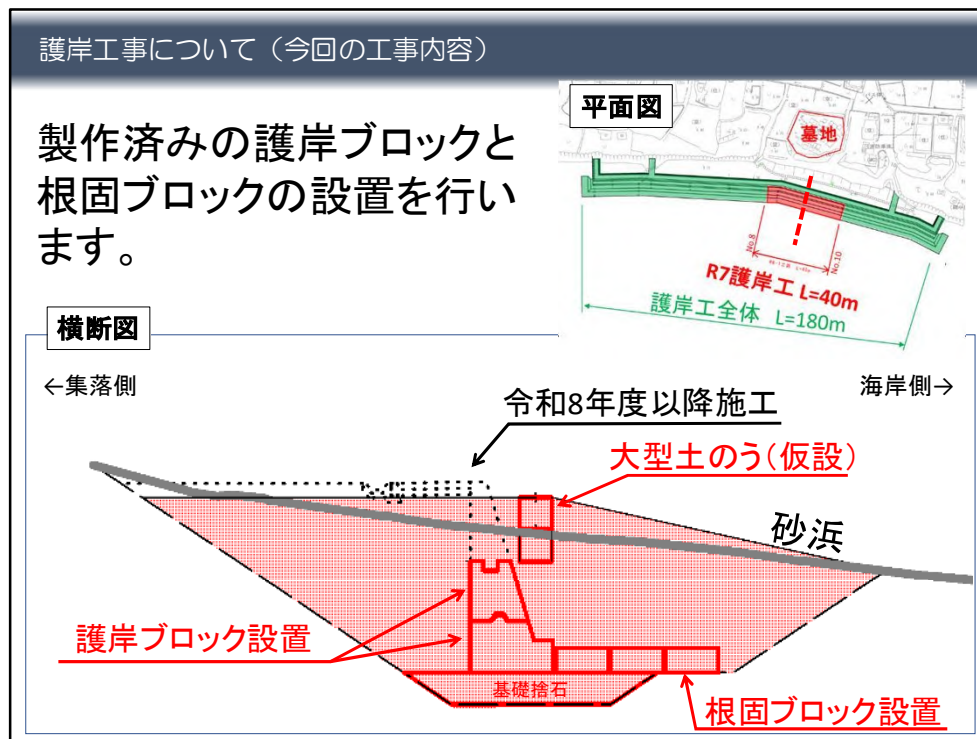 護岸工事について（今回の工事内容）
製作済みの護岸ブロックと
根固ブロックの設置を行い
ます。
平面図
墓地
No.8
No.10
R7護岸工 L=40m
護岸工全体 L=180m
横断図
←集落側
海岸側→
令和8年度以降施工
大型土のう（仮設）
砂浜
護岸ブロック設置
基礎捨石
根固ブロック設置